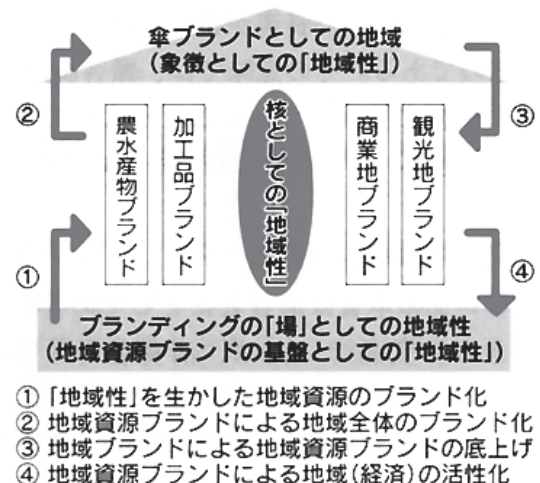 傘ブランドとしての地域
(象徴としての｢地域性｣)
②
③
農水産物ブランド
加工品ブランド
核としての｢地域性｣
商業地ブランド
観光地ブランド
①
④
ブランディングの｢場｣としての地域性
(地域資源ブランドの基盤としての｢地域性｣)
① ｢地域性｣を生かした地域資源のブランド化
② 地域資源ブランドによる地域全体のブランド化
③ 地域ブランドによる地域資源ブランドの底上げ
④ 地域資源ブランドによる地域(経済)の活性化